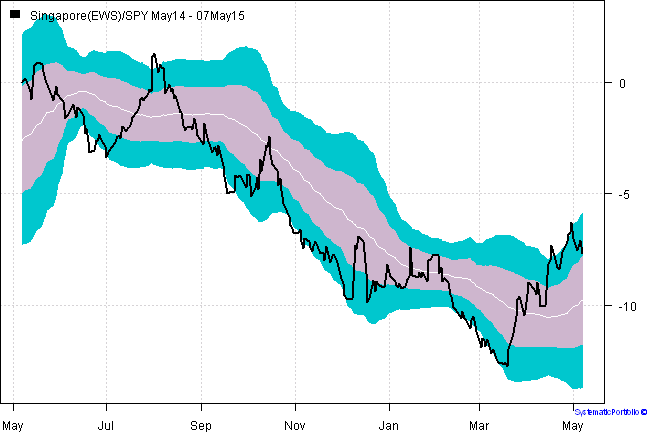 Singapore(EWS)/SPY May14 - 07May15
0
-5
-10
May Jul Sep Nov Jan Mar May
SystematicPortfolio ©